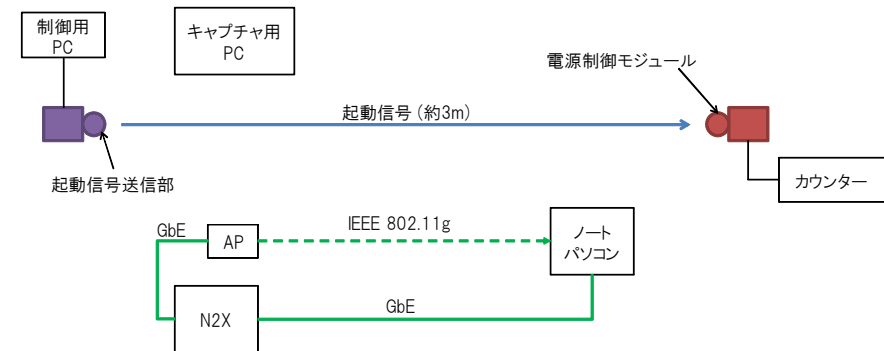 制御用
PC
キャプチャ用
PC
電源制御モジュール
起動信号 (約3m)
起動信号送信部
カウンター
GbE
AP
IEEE 802.11g
ノート
パソコン
N2X
GbE